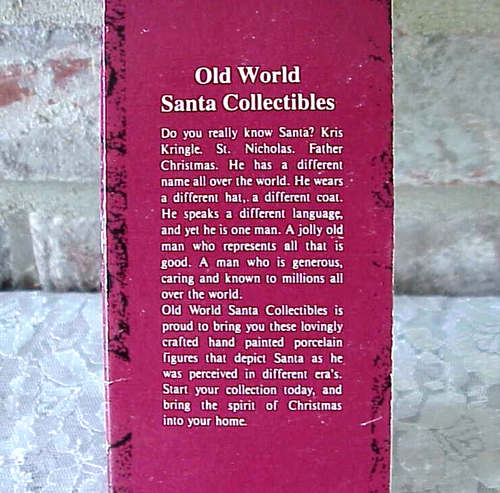 Old World
Santa Collectibles
Do you really know Santa? Kris
Kringle. St. Nicholas. Father
Christmas. He has a different
name all over the world. He wears
a different hat, a different coat.
He speaks a different language,
and yet he is one man. A jolly old
man who represents all that is
good. A man who is generous,
caring and known to millions all
over the world.
Old World Santa Collectibles is
proud to bring you these lovingly
crafted hand painted porcelain
figures that depict Santa as he
was perceived in different era's.
Start your collection today, and
bring the spirit of Christmas
into your home.